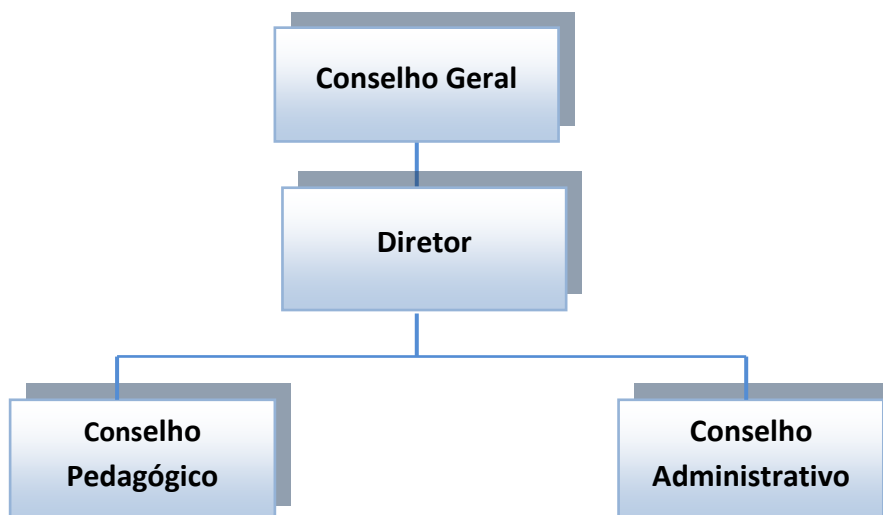 Conselho Geral
Diretor
Conselho
Pedagógico
Conselho
Administrativo